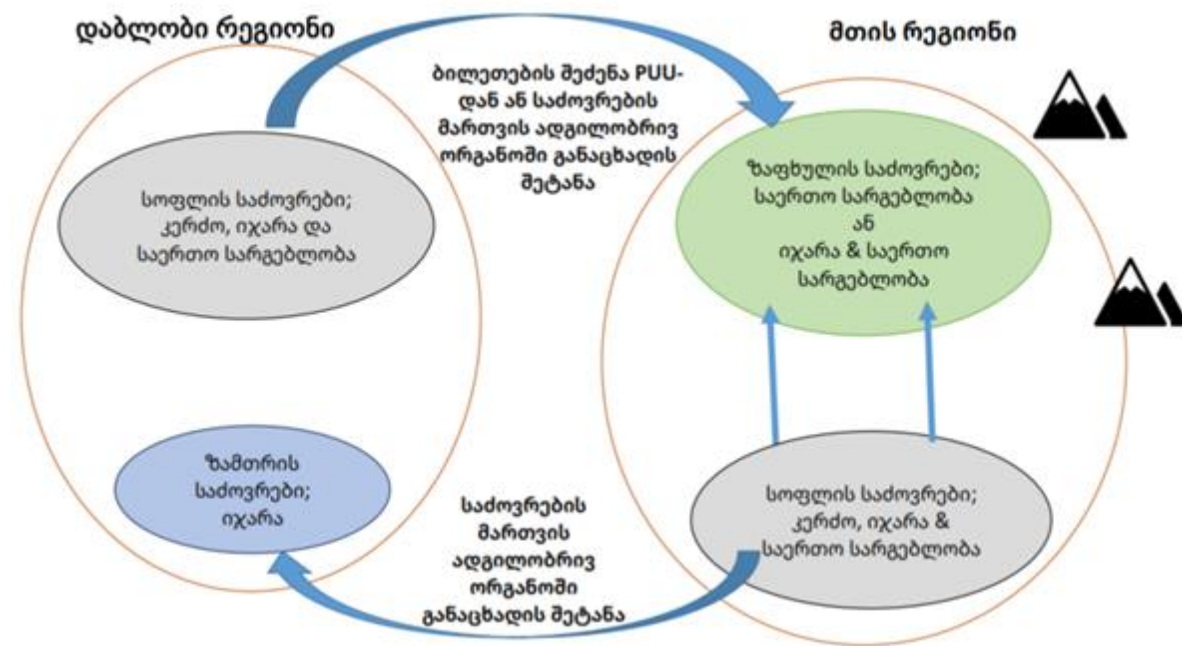 დაბლობი რეგიონი
მთის რეგიონი
ბილეთების შეძენა PUU-
დან ან საძოვრების
მართვის ადგილობრივ
ორგანოში განაცხადის
შეტანა
სოფლის საძოვრები;
კერძო, იჯარა და
საერთო სარგებლობა
ზაფხულის საძოვრები;
საერთო სარგებლობა
ან
იჯარა & საერთო
სარგებლობა
ზამთრის
საძოვრები;
იჯარა
საძოვრების
მართვის
ადგილობრივ
ორგანოში
განაცხადის შეტანა
სოფლის საძოვრები;
კერძო, იჯარა &
საერთო სარგებლობა